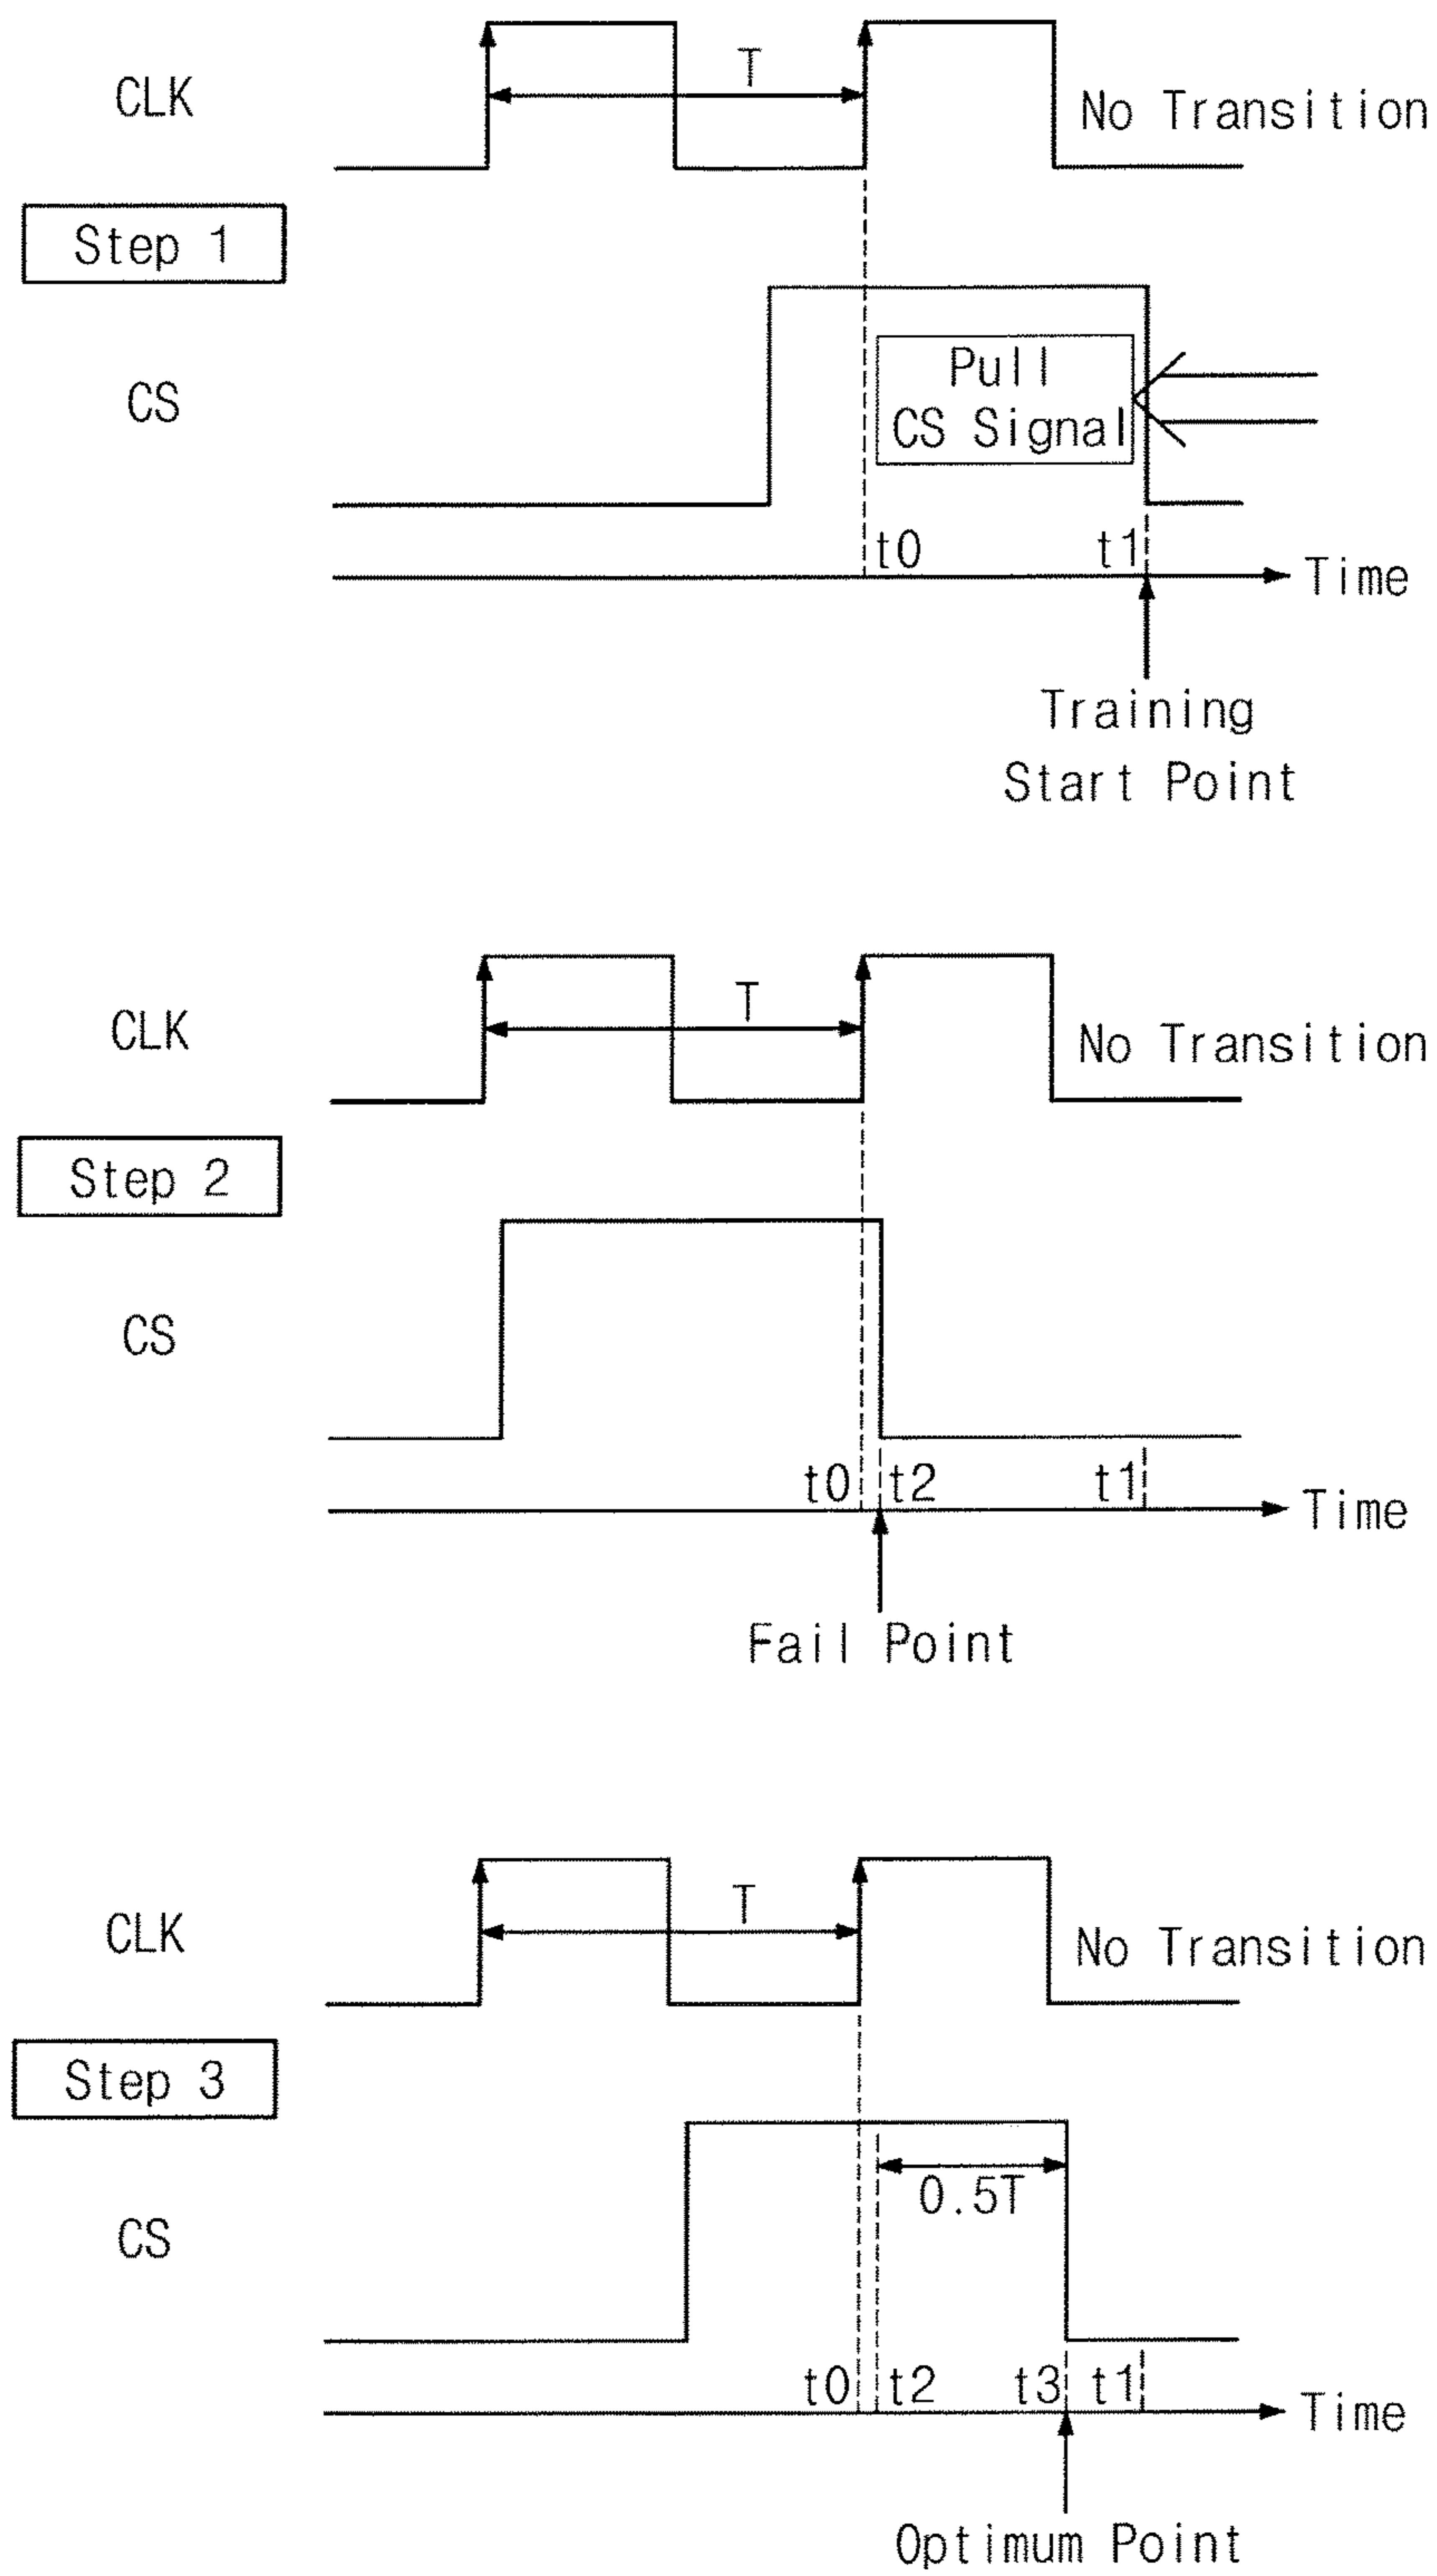 T
CLK
No Transition
Step 1
Pull
CS Signal
CS
t0
t1
Time
Training
Start Point
T
CLK
No Transition
Step 2
CS
t0
t2
t1
Time
Fail Point
T
CLK
No Transition
Step 3
0.5T
CS
t0
t2
t3
t1
Time
Optimum Point